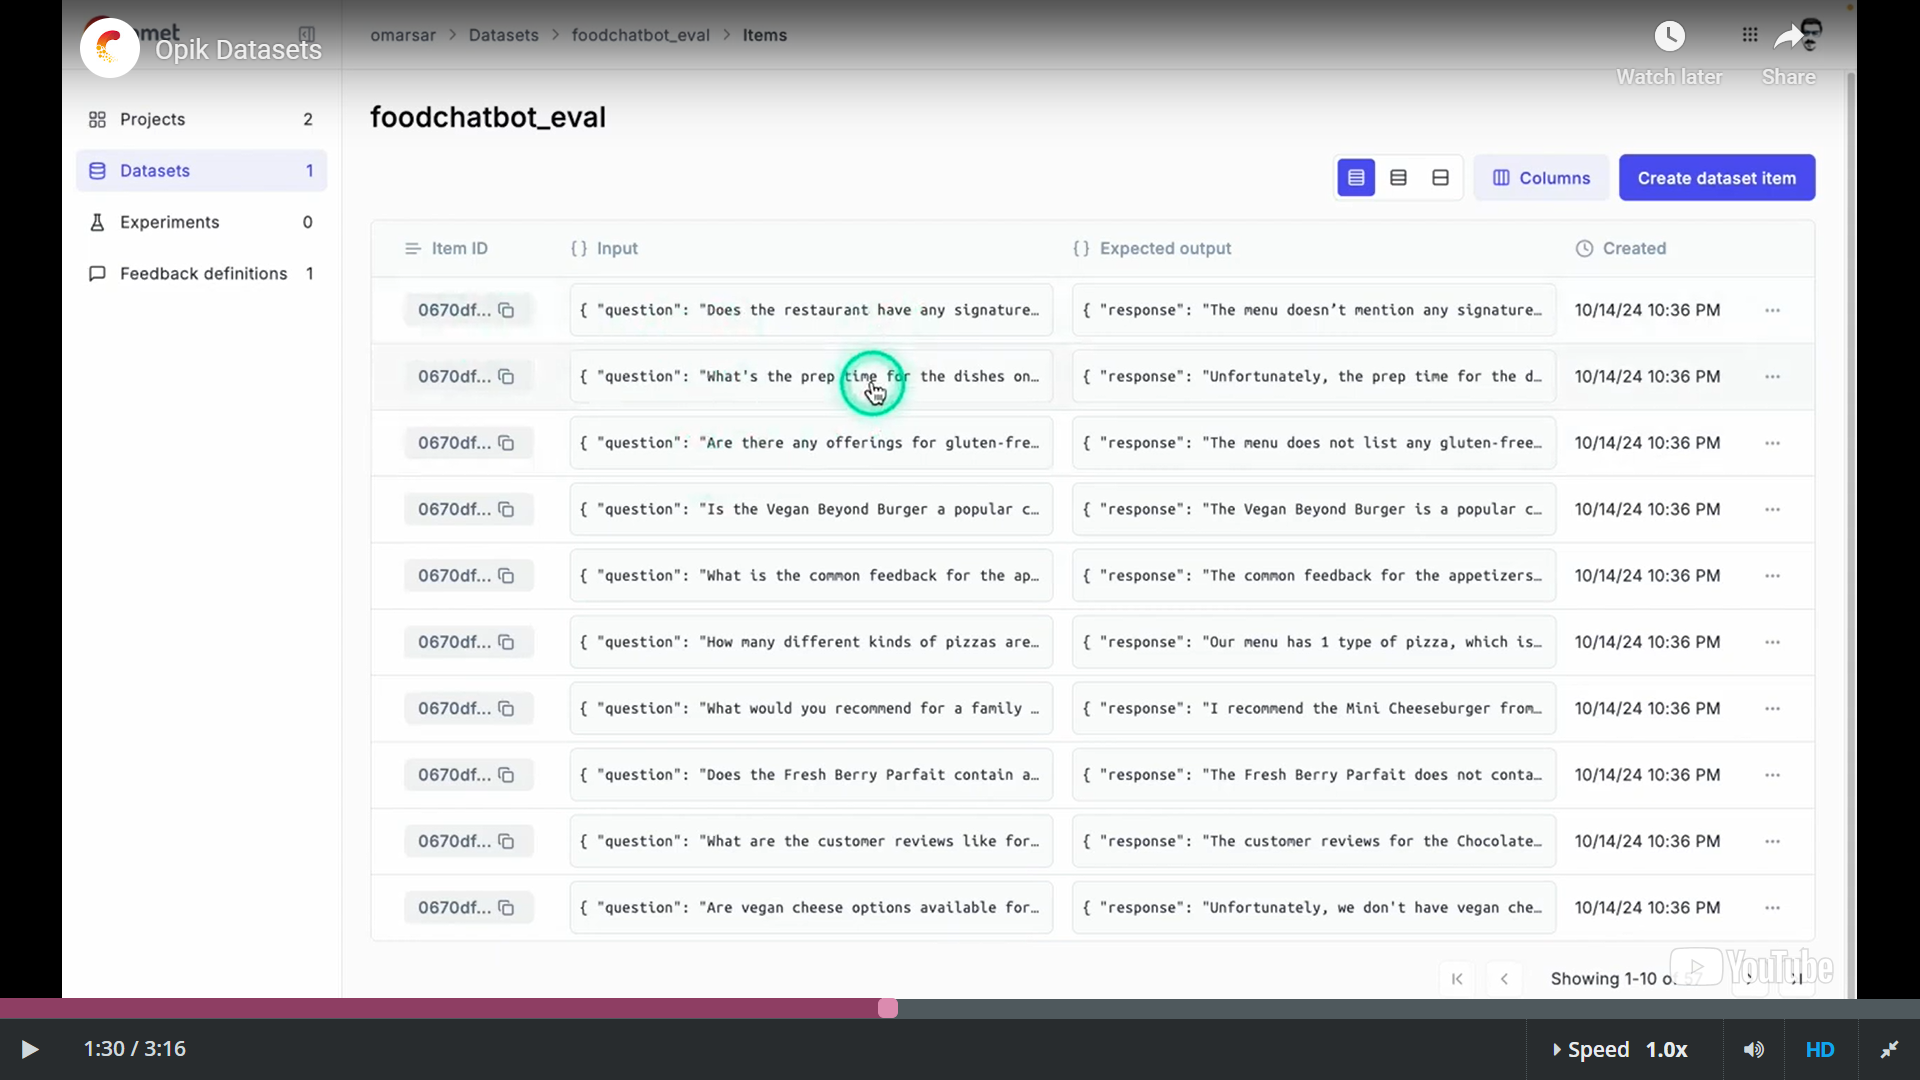 omet
Opik Datasets
omarsar > Datasets > foodchatbot_eval > Items
Watch later
Share
Projects 2
Datasets 1
Experiments 0
Feedback definitions 1
foodchatbot_eval
Columns
Create dataset item
Item ID {} Input {} Expected output Created
0670df... { "question": "Does the restaurant have any signature… { "response": "The menu doesn’t mention any signature… 10/14/24 10:36 PM ...
0670df... { "question": "What's the prep time for the dishes on… { "response": "Unfortunately, the prep time for the d… 10/14/24 10:36 PM ...
0670df... { "question": "Are there any offerings for gluten-fre… { "response": "The menu does not list any gluten-free… 10/14/24 10:36 PM ...
0670df... { "question": "Is the Vegan Beyond Burger a popular c… { "response": "The Vegan Beyond Burger is a popular c… 10/14/24 10:36 PM ...
0670df... { "question": "What is the common feedback for the ap… { "response": "The common feedback for the appetizers… 10/14/24 10:36 PM ...
0670df... { "question": "How many different kinds of pizzas are… { "response": "Our menu has 1 type of pizza, which is… 10/14/24 10:36 PM ...
0670df... { "question": "What would you recommend for a family … { "response": "I recommend the Mini Cheeseburger from… 10/14/24 10:36 PM ...
0670df... { "question": "Does the Fresh Berry Parfait contain a… { "response": "The Fresh Berry Parfait does not conta… 10/14/24 10:36 PM ...
0670df... { "question": "What are the customer reviews like for… { "response": "The customer reviews for the Chocolate… 10/14/24 10:36 PM ...
0670df... { "question": "Are vegan cheese options available for… { "response": "Unfortunately, we don't have vegan che… 10/14/24 10:36 PM ...
Showing 1-10
YouTube
1:30 / 3:16
Speed 1.0x
HD